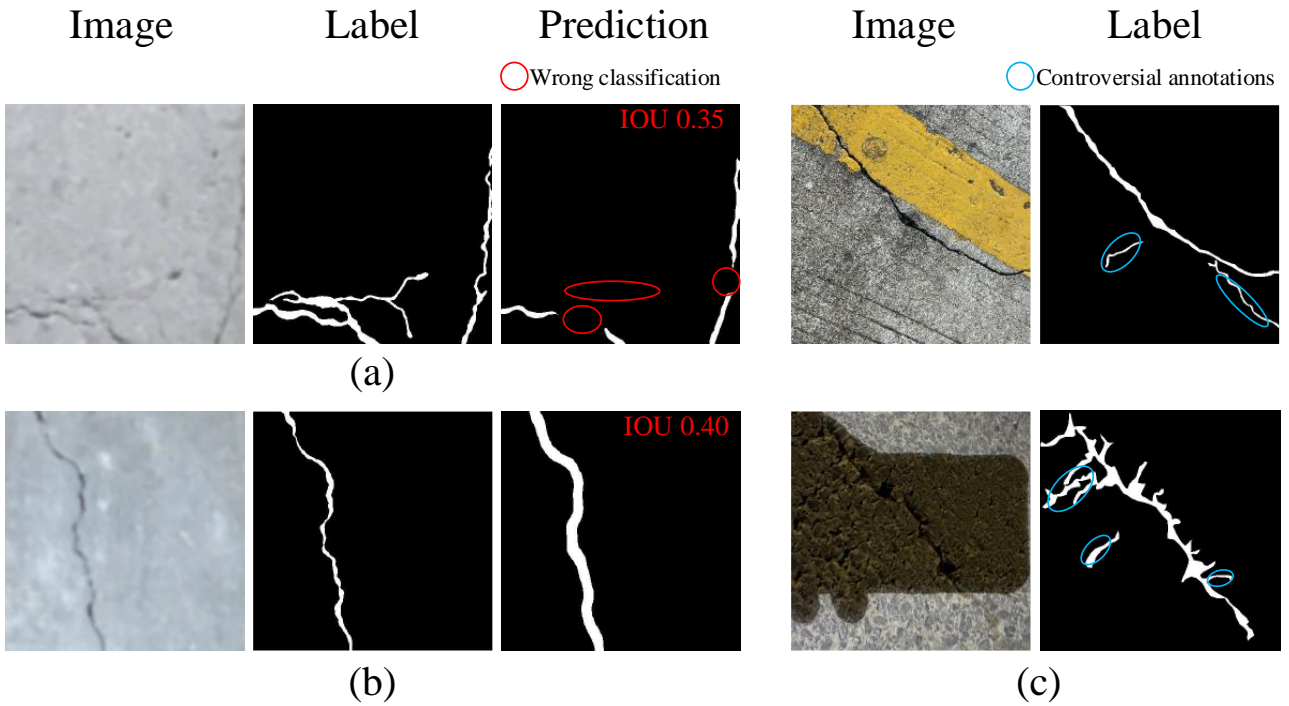 Image Label Prediction Image Label
Wrong classification Controversial annotations
IOU 0.35
(a)
IOU 0.40
(b) (c)